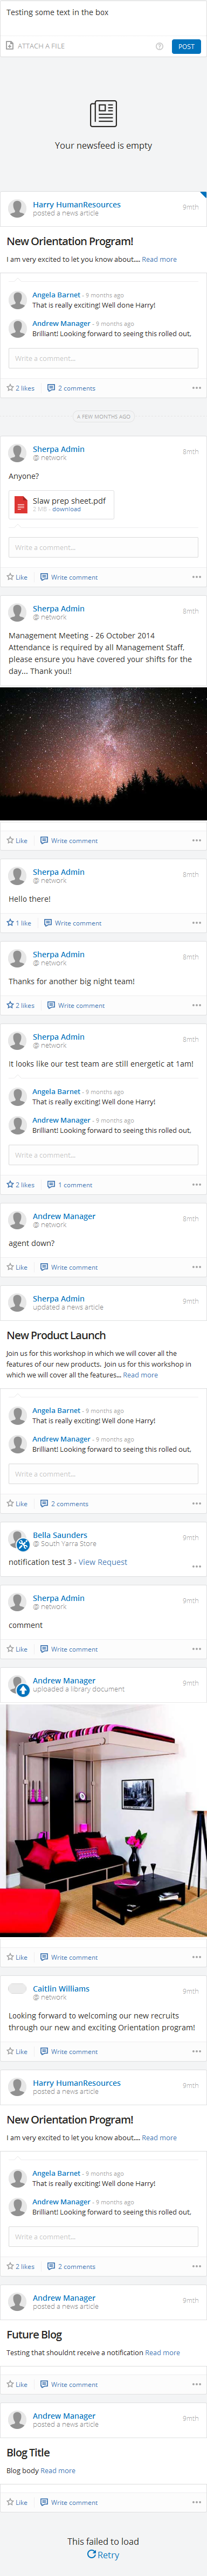 Testing some text in the box
ATTACH A FILE
POST
Your newsfeed is empty
Harry HumanResources
9mth
posted a news article
New Orientation Program!
I am very excited to let you know about.... Read more
Angela Barnet - 9 months ago
That is really exciting! Well done Harry!
Andrew Manager - 9 months ago
Brilliant! Looking forward to seeing this rolled out.
Write a comment...
2 likes
2 comments
A FEW MONTHS AGO
Sherpa Admin
8mth
@ network
Anyone?
Slaw prep sheet.pdf
2 MB - download
Write a comment...
Like
Write comment
Sherpa Admin
8mth
@ network
Management Meeting - 26 October 2014
Attendance is required by all Management Staff,
please ensure you have covered your shifts for the
day... Thank you!!
Like
Write comment
Sherpa Admin
8mth
@ network
Hello there!
1 like
Write comment
Sherpa Admin
8mth
@ network
Thanks for another big night team!
2 likes
Write comment
Sherpa Admin
8mth
@ network
It looks like our test team are still energetic at 1am!
Angela Barnet - 9 months ago
That is really exciting! Well done Harry!
Andrew Manager - 9 months ago
Brilliant! Looking forward to seeing this rolled out.
Write a comment...
2 likes
1 comment
Andrew Manager
8mth
@ network
agent down?
Like
Write comment
Sherpa Admin
9mth
updated a news article
New Product Launch
Join us for this workshop in which we will cover all the
features of our new products. Join us for this workshop in
which we will cover all the features... Read more
Angela Barnet - 9 months ago
That is really exciting! Well done Harry!
Andrew Manager - 9 months ago
Brilliant! Looking forward to seeing this rolled out.
Write a comment...
Like
2 comments
Bella Saunders
9mth
@ South Yarra Store
notification test 3 - View Request
Sherpa Admin
9mth
@ network
comment
Like
Write comment
Andrew Manager
9mth
uploaded a library document
Like
Write comment
Caitlin Williams
9mth
@ network
Looking forward to welcoming our new recruits
through our new and exciting Orientation program!
Like
Write comment
Harry HumanResources
9mth
posted a news article
New Orientation Program!
I am very excited to let you know about.... Read more
Angela Barnet - 9 months ago
That is really exciting! Well done Harry!
Andrew Manager - 9 months ago
Brilliant! Looking forward to seeing this rolled out.
Write a comment...
2 likes
2 comments
Andrew Manager
9mth
posted a news article
Future Blog
Testing that shouldnt receive a notification Read more
Like
Write comment
Andrew Manager
9mth
posted a news article
Blog Title
Blog body Read more
Like
Write comment
This failed to load
Retry